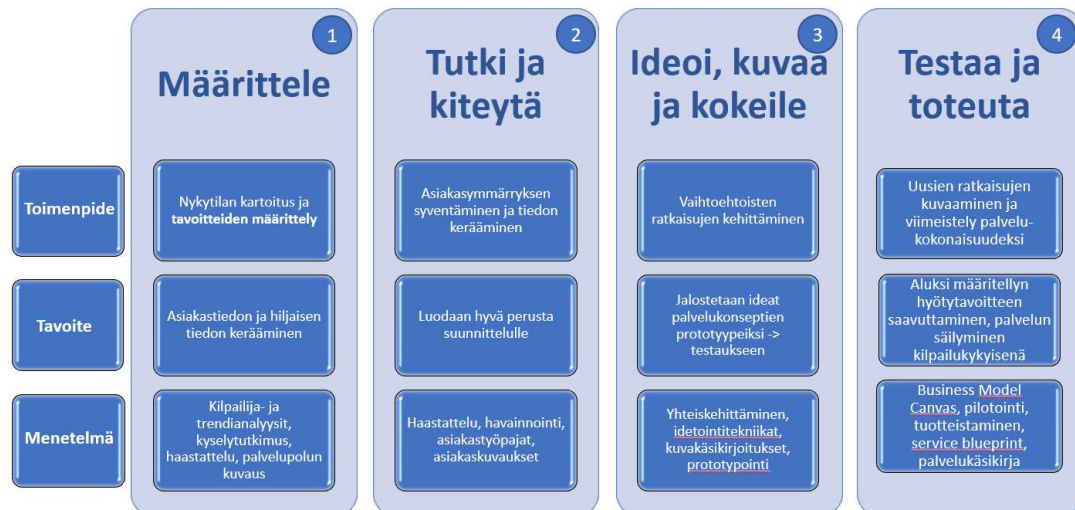 1
Määrittele
2
Tutki ja
kiteytä
3
Ideoi, kuvaa
ja kokeile
4
Testaa ja
toteuta
Toimenpide
Nykytilan kartoitus ja
tavoitteiden määrittely
Asiakasymmärryksen
syventäminen ja tiedon
kerääminen
Vaihtoehtoisten
ratkaisujen kehittäminen
Uusien ratkaisujen
kuvaaminen ja
viimeistely palvelu-
kokonaisuudeksi
Tavoite
Asiakastiedon ja hiljaisen
tiedon kerääminen
Luodaan hyvä perusta
suunnittelulle
Jalostetaan ideat
palvelukonseptien
prototyypeiksi -> 
testaukseen
Aluksi määritellyn
hyötytavoitteen
saavuttaminen, palvelun
säilyminen
kilpailukykyisenä
Menetelmä
Kilpailija- ja
trendianalyysit,
kyselytutkimus,
haastattelu, palvelupolun
kuvaus
Haastattelu, havainnointi,
asiakastyöpajat,
asiakaskuvaukset
Yhteiskehittäminen,
idetointitekniikat,
kuvakäsikirjoitukset,
prototypointi
Business Model
Canvas, pilotointi,
tuotteistaminen,
service blueprint,
palvelukäsikirja